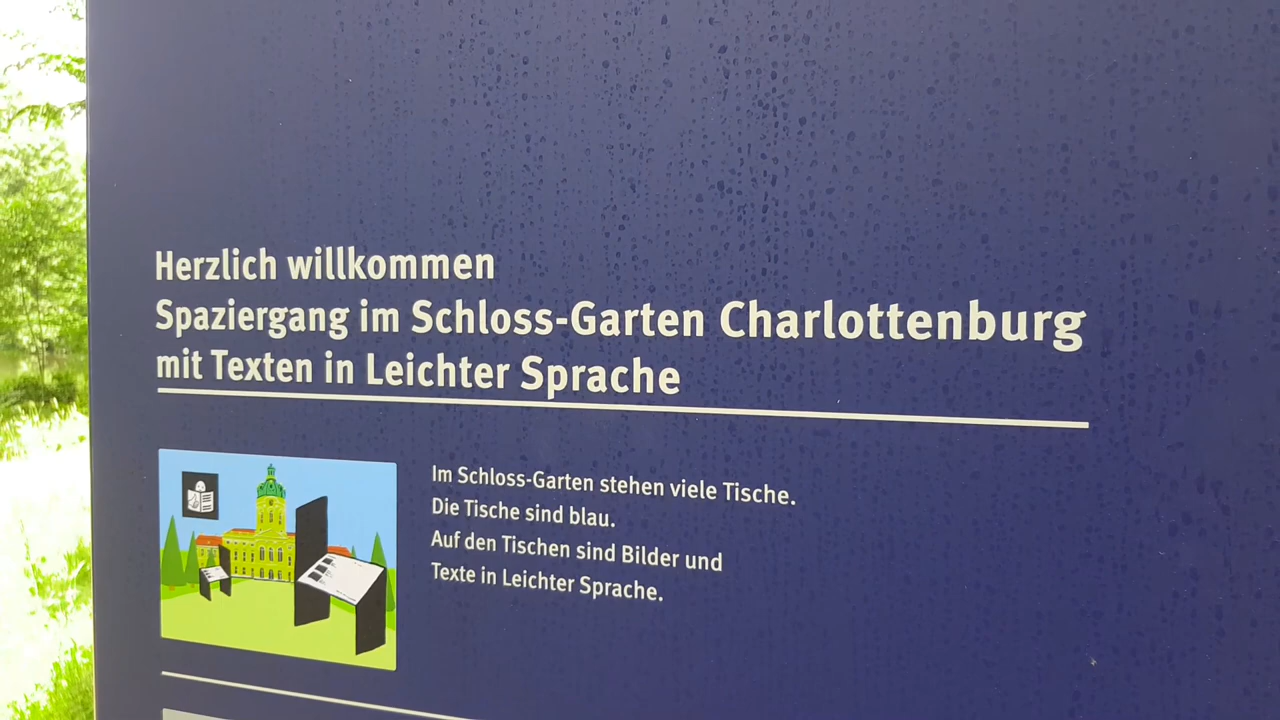 Herzlich willkommen
Spaziergang im Schloss-Garten Charlottenburg
mit Texten in Leichter Sprache
Im Schloss-Garten stehen viele Tische.
Die Tische sind blau.
Auf den Tischen sind Bilder und
Texte in Leichter Sprache.